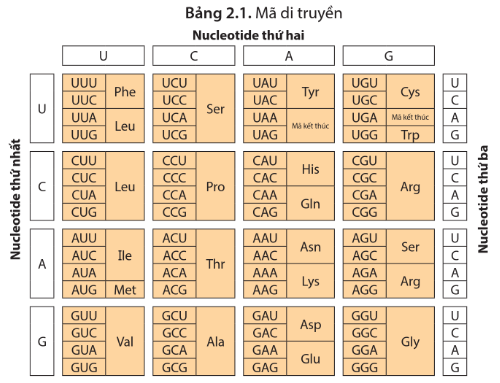 Bảng 2.1. Mã di truyền
Nucleotide thứ hai
U C A G
Nucleotide thứ nhất
Nucleotide thứ ba
U
UUU UCU UAU UGU U
Phe Tyr Cys
UUC UCC UAC UGC C
Ser
UUA UCA UAA UGA Mã kết thúc A
Leu Mã kết thúc
UUG UCG UAG UGG Trp G
C
CUU CCU CAU CGU U
His
CUC CCC CAC CGC C
Leu Pro Arg
CUA CCA CAA CGA A
Gln
CUG CCG CAG CGG G
A
AUU ACU AAU AGU U
Asn Ser
AUC ACC AAC AGC C
Ile Thr
AUA ACA AAA AGA A
Lys Arg
AUG Met ACG AAG AGG G
G
GUU GCU GAU GGU U
Asp
GUC GCC GAC GGC C
Val Ala Gly
GUA GCA GAA GGA A
Glu
GUG GCG GAG GGG G